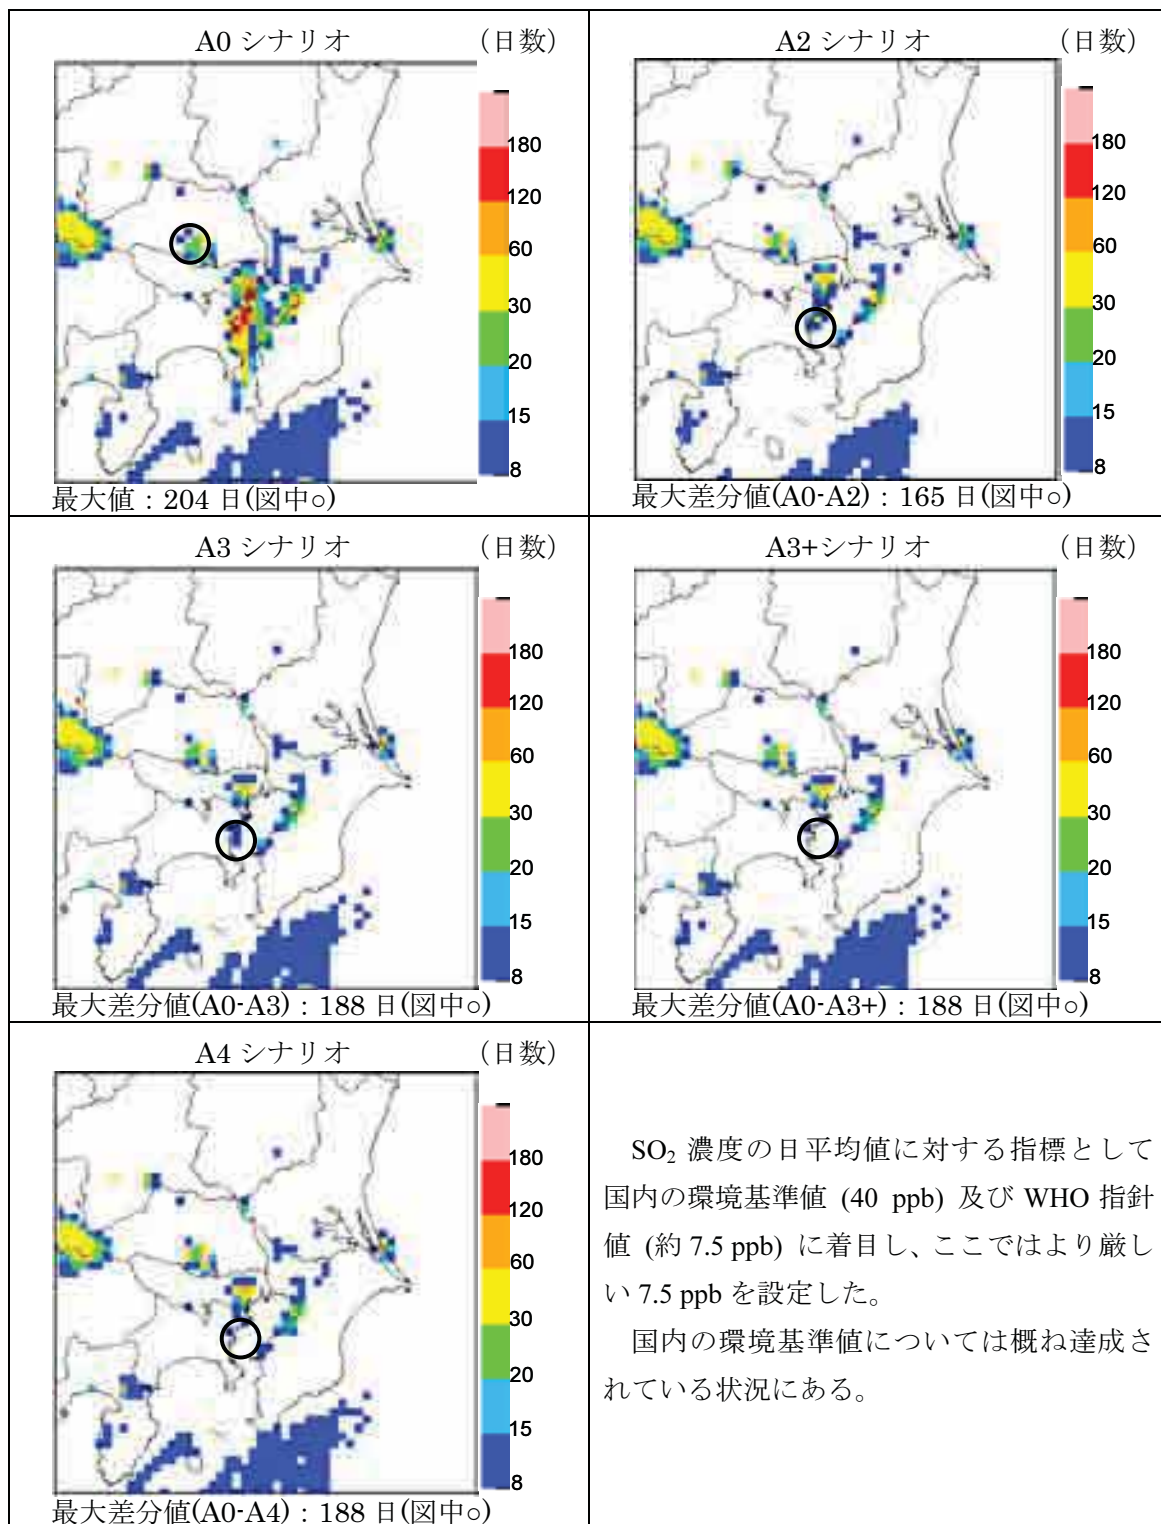 A0 シナリオ (日数)
180
120
60
30
20
15
8
最大値：204 日(図中○)
A2 シナリオ (日数)
180
120
60
30
20
15
8
最大差分値(A0-A2)：165 日(図中○)
A3 シナリオ (日数)
180
120
60
30
20
15
8
最大差分値(A0-A3)：188 日(図中○)
A3+シナリオ (日数)
180
120
60
30
20
15
8
最大差分値(A0-A3+)：188 日(図中○)
A4 シナリオ (日数)
180
120
60
30
20
15
8
最大差分値(A0-A4)：188 日(図中○)
SO₂ 濃度の日平均値に対する指標として
国内の環境基準値 (40 ppb) 及び WHO 指針
値 (約 7.5 ppb) に着目し、ここではより厳し
い 7.5 ppb を設定した。
国内の環境基準値については概ね達成さ
れている状況にある。